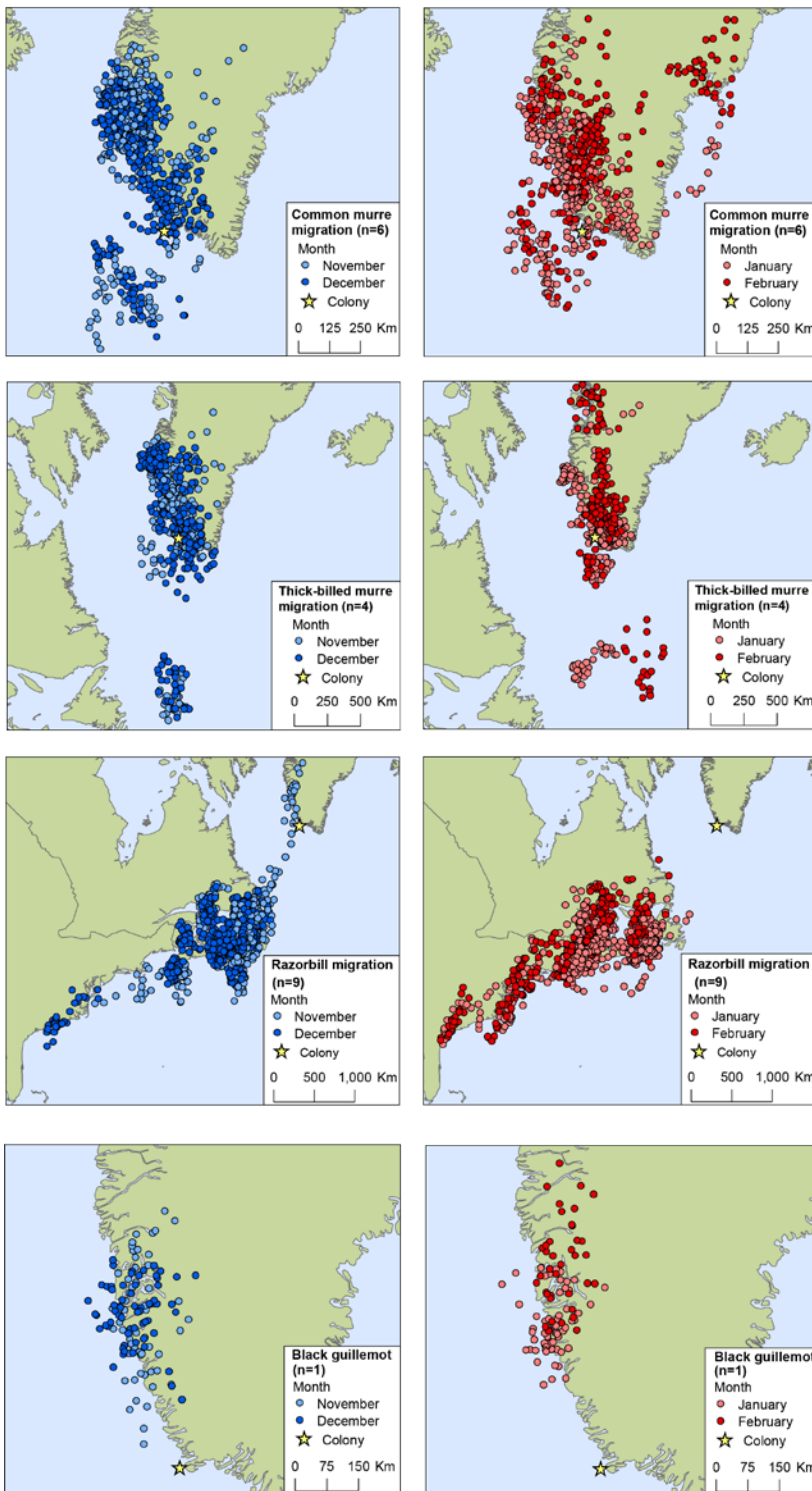 Common murre
migration (n=6)
Month
November
December
Colony
0 125 250 Km
Common murre
migration (n=6)
Month
January
February
Colony
0 125 250 Km
Thick-billed murre
migration (n=4)
Month
November
December
Colony
0 250 500 Km
Thick-billed murre
migration (n=4)
Month
January
February
Colony
0 250 500 Km
Razorbill migration
(n=9)
Month
November
December
Colony
0 500 1,000 Km
Razorbill migration
(n=9)
Month
January
February
Colony
0 500 1,000 Km
Black guillemot
(n=1)
Month
November
December
Colony
0 75 150 Km
Black guillemot
(n=1)
Month
January
February
Colony
0 75 150 Km